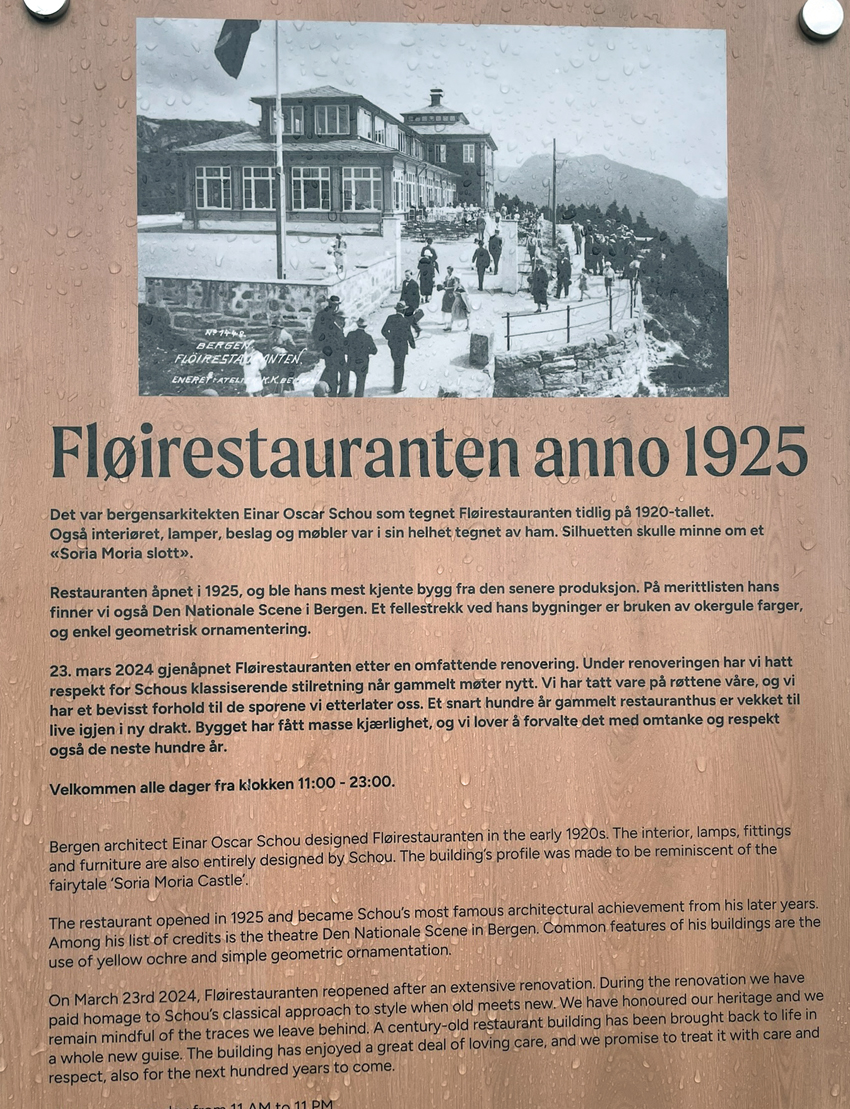 Nº 1448.
BERGEN.
FLÖIRESTAURANTEN.
ENERET: ATELIER K.K.
Fløirestauranten anno 1925
Det var bergensarkitekten Einar Oscar Schou som tegnet Fløirestauranten tidlig på 1920-tallet.
Også interiøret, lamper, beslag og møbler var i sin helhet tegnet av ham. Silhuetten skulle minne om et
«Soria Moria slott».
Restauranten åpnet i 1925, og ble hans mest kjente bygg fra den senere produksjon. På merittlisten hans
finner vi også Den Nationale Scene i Bergen. Et fellestrekk ved hans bygninger er bruken av okergule farger,
og enkel geometrisk ornamentering.
23. mars 2024 gjenåpnet Fløirestauranten etter en omfattende renovering. Under renoveringen har vi hatt
respekt for Schous klassiserende stilretning når gammelt møter nytt. Vi har tatt vare på røttene våre, og vi
har et bevisst forhold til de sporene vi etterlater oss. Et snart hundre år gammelt restauranthus er vekket til
live igjen i ny drakt. Bygget har fått masse kjærlighet, og vi lover å forvalte det med omtanke og respekt
også de neste hundre år.
Velkommen alle dager fra klokken 11:00 - 23:00.
Bergen architect Einar Oscar Schou designed Fløirestauranten in the early 1920s. The interior, lamps, fittings
and furniture are also entirely designed by Schou. The building's profile was made to be reminiscent of the
fairytale 'Soria Moria Castle'.
The restaurant opened in 1925 and became Schou's most famous architectural achievement from his later years.
Among his list of credits is the theatre Den Nationale Scene in Bergen. Common features of his buildings are the
use of yellow ochre and simple geometric ornamentation.
On March 23rd 2024, Fløirestauranten reopened after an extensive renovation. During the renovation we have
paid homage to Schou's classical approach to style when old meets new. We have honoured our heritage and we
remain mindful of the traces we leave behind. A century-old restaurant building has been brought back to life in
a whole new guise. The building has enjoyed a great deal of loving care, and we promise to treat it with care and
respect, also for the next hundred years to come.
from 11 AM to 11 PM